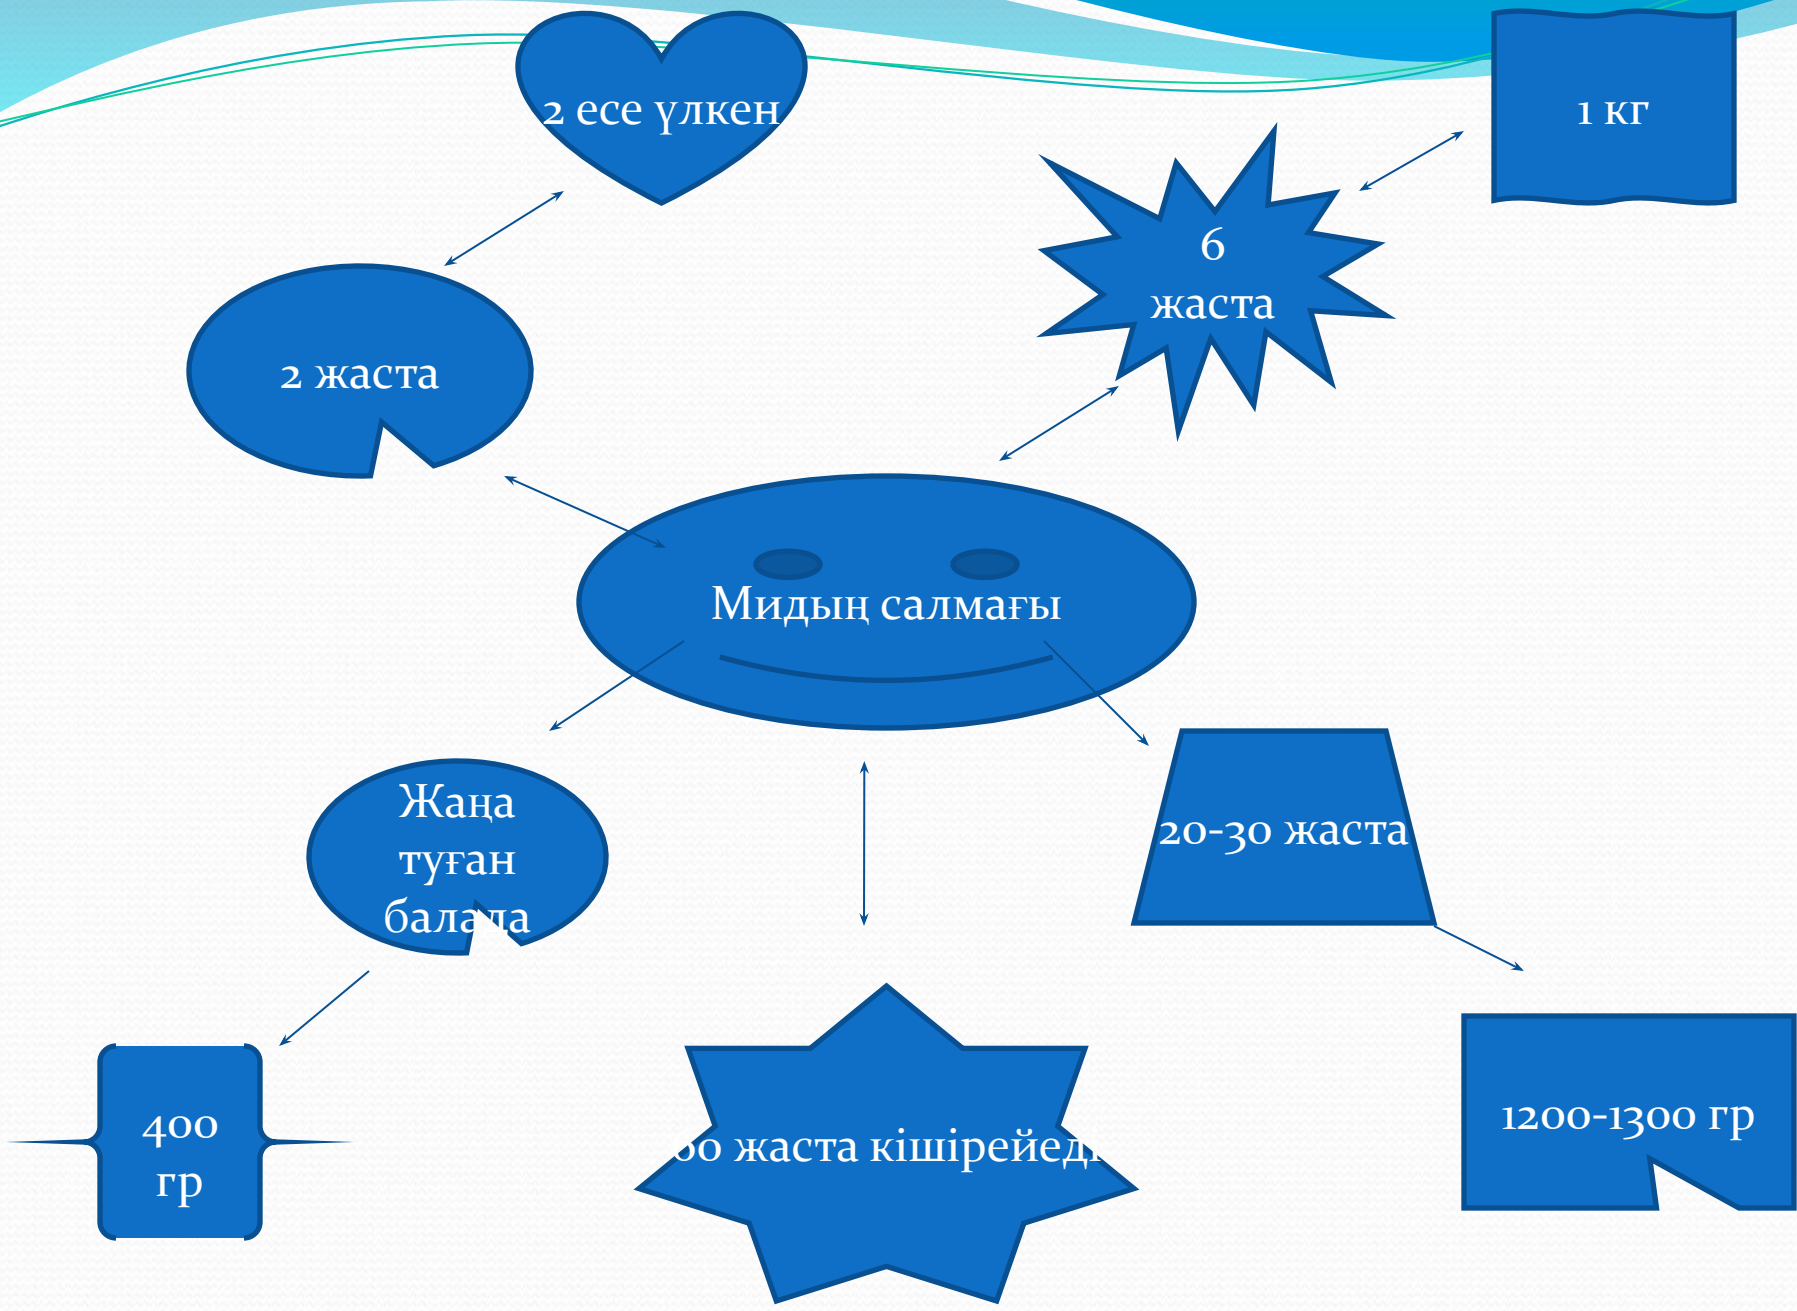 2 есе үлкен
1 кг
6
жаста
2 жаста
Мидың салмағы
Жаңа
туған
балада
20-30 жаста
400
гр
жаста кішірейеді
1200-1300 гр